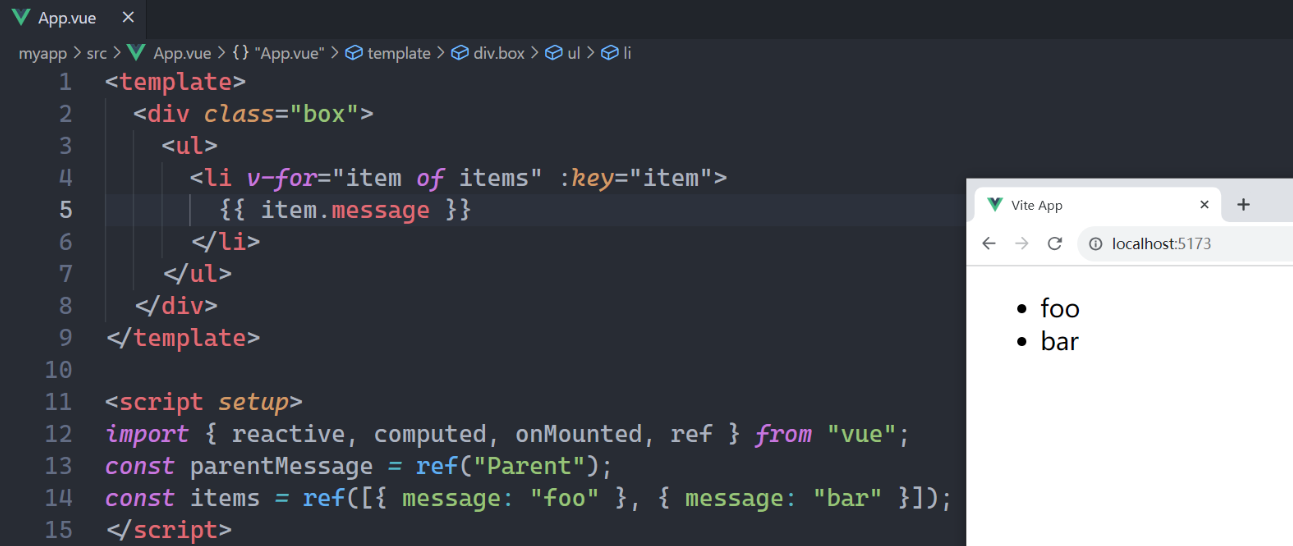 App.vue
myapp > src > App.vue > {} "App.vue" > template > div.box > ul > li
1 <template>
2 <div class="box">
3 <ul>
4 <li v-for="item of items" :key="item">
5 {{ item.message }}
6 </li>
7 </ul>
8 </div>
9 </template>
10
11 <script setup>
12 import { reactive, computed, onMounted, ref } from "vue";
13 const parentMessage = ref("Parent");
14 const items = ref([{ message: "foo" }, { message: "bar" }]);
15 </script>
Vite App
localhost:5173
• foo
• bar